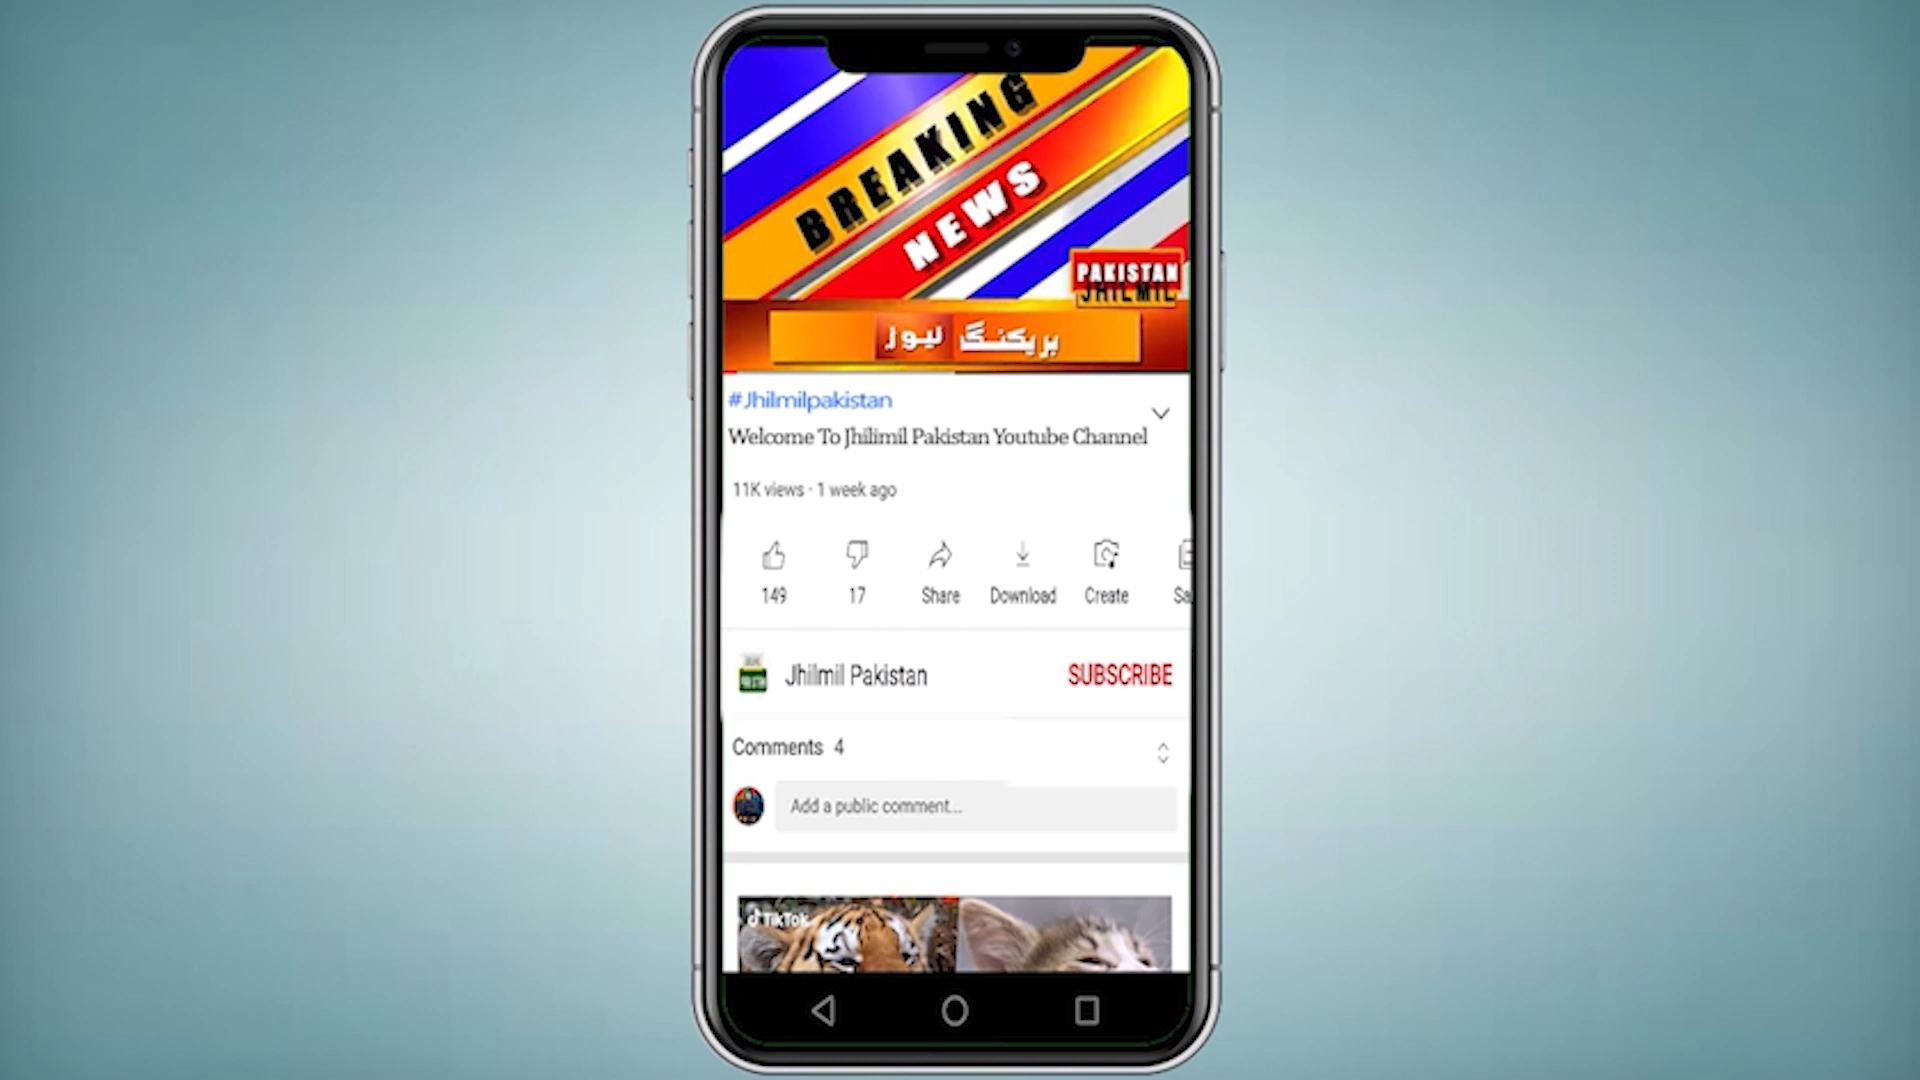 BREAKING
NEWS
PAKISTAN
JHILMIL
بریکنگ نیوز
#Jhilmilpakistan
Welcome To Jhilimil Pakistan Youtube Channel
11K views · 1 week ago
149
17
Share
Download
Create
Sa
Jhilmil Pakistan
SUBSCRIBE
Comments 4
Add a public comment...
TikTok